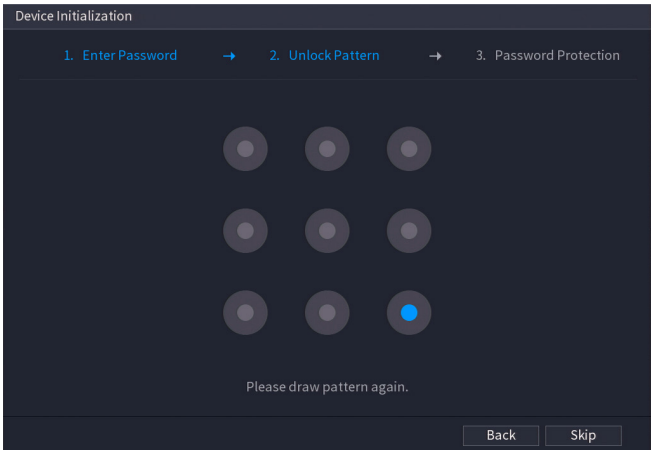 Device Initialization
1. Enter Password → 2. Unlock Pattern → 3. Password Protection
Please draw pattern again.
Back Skip